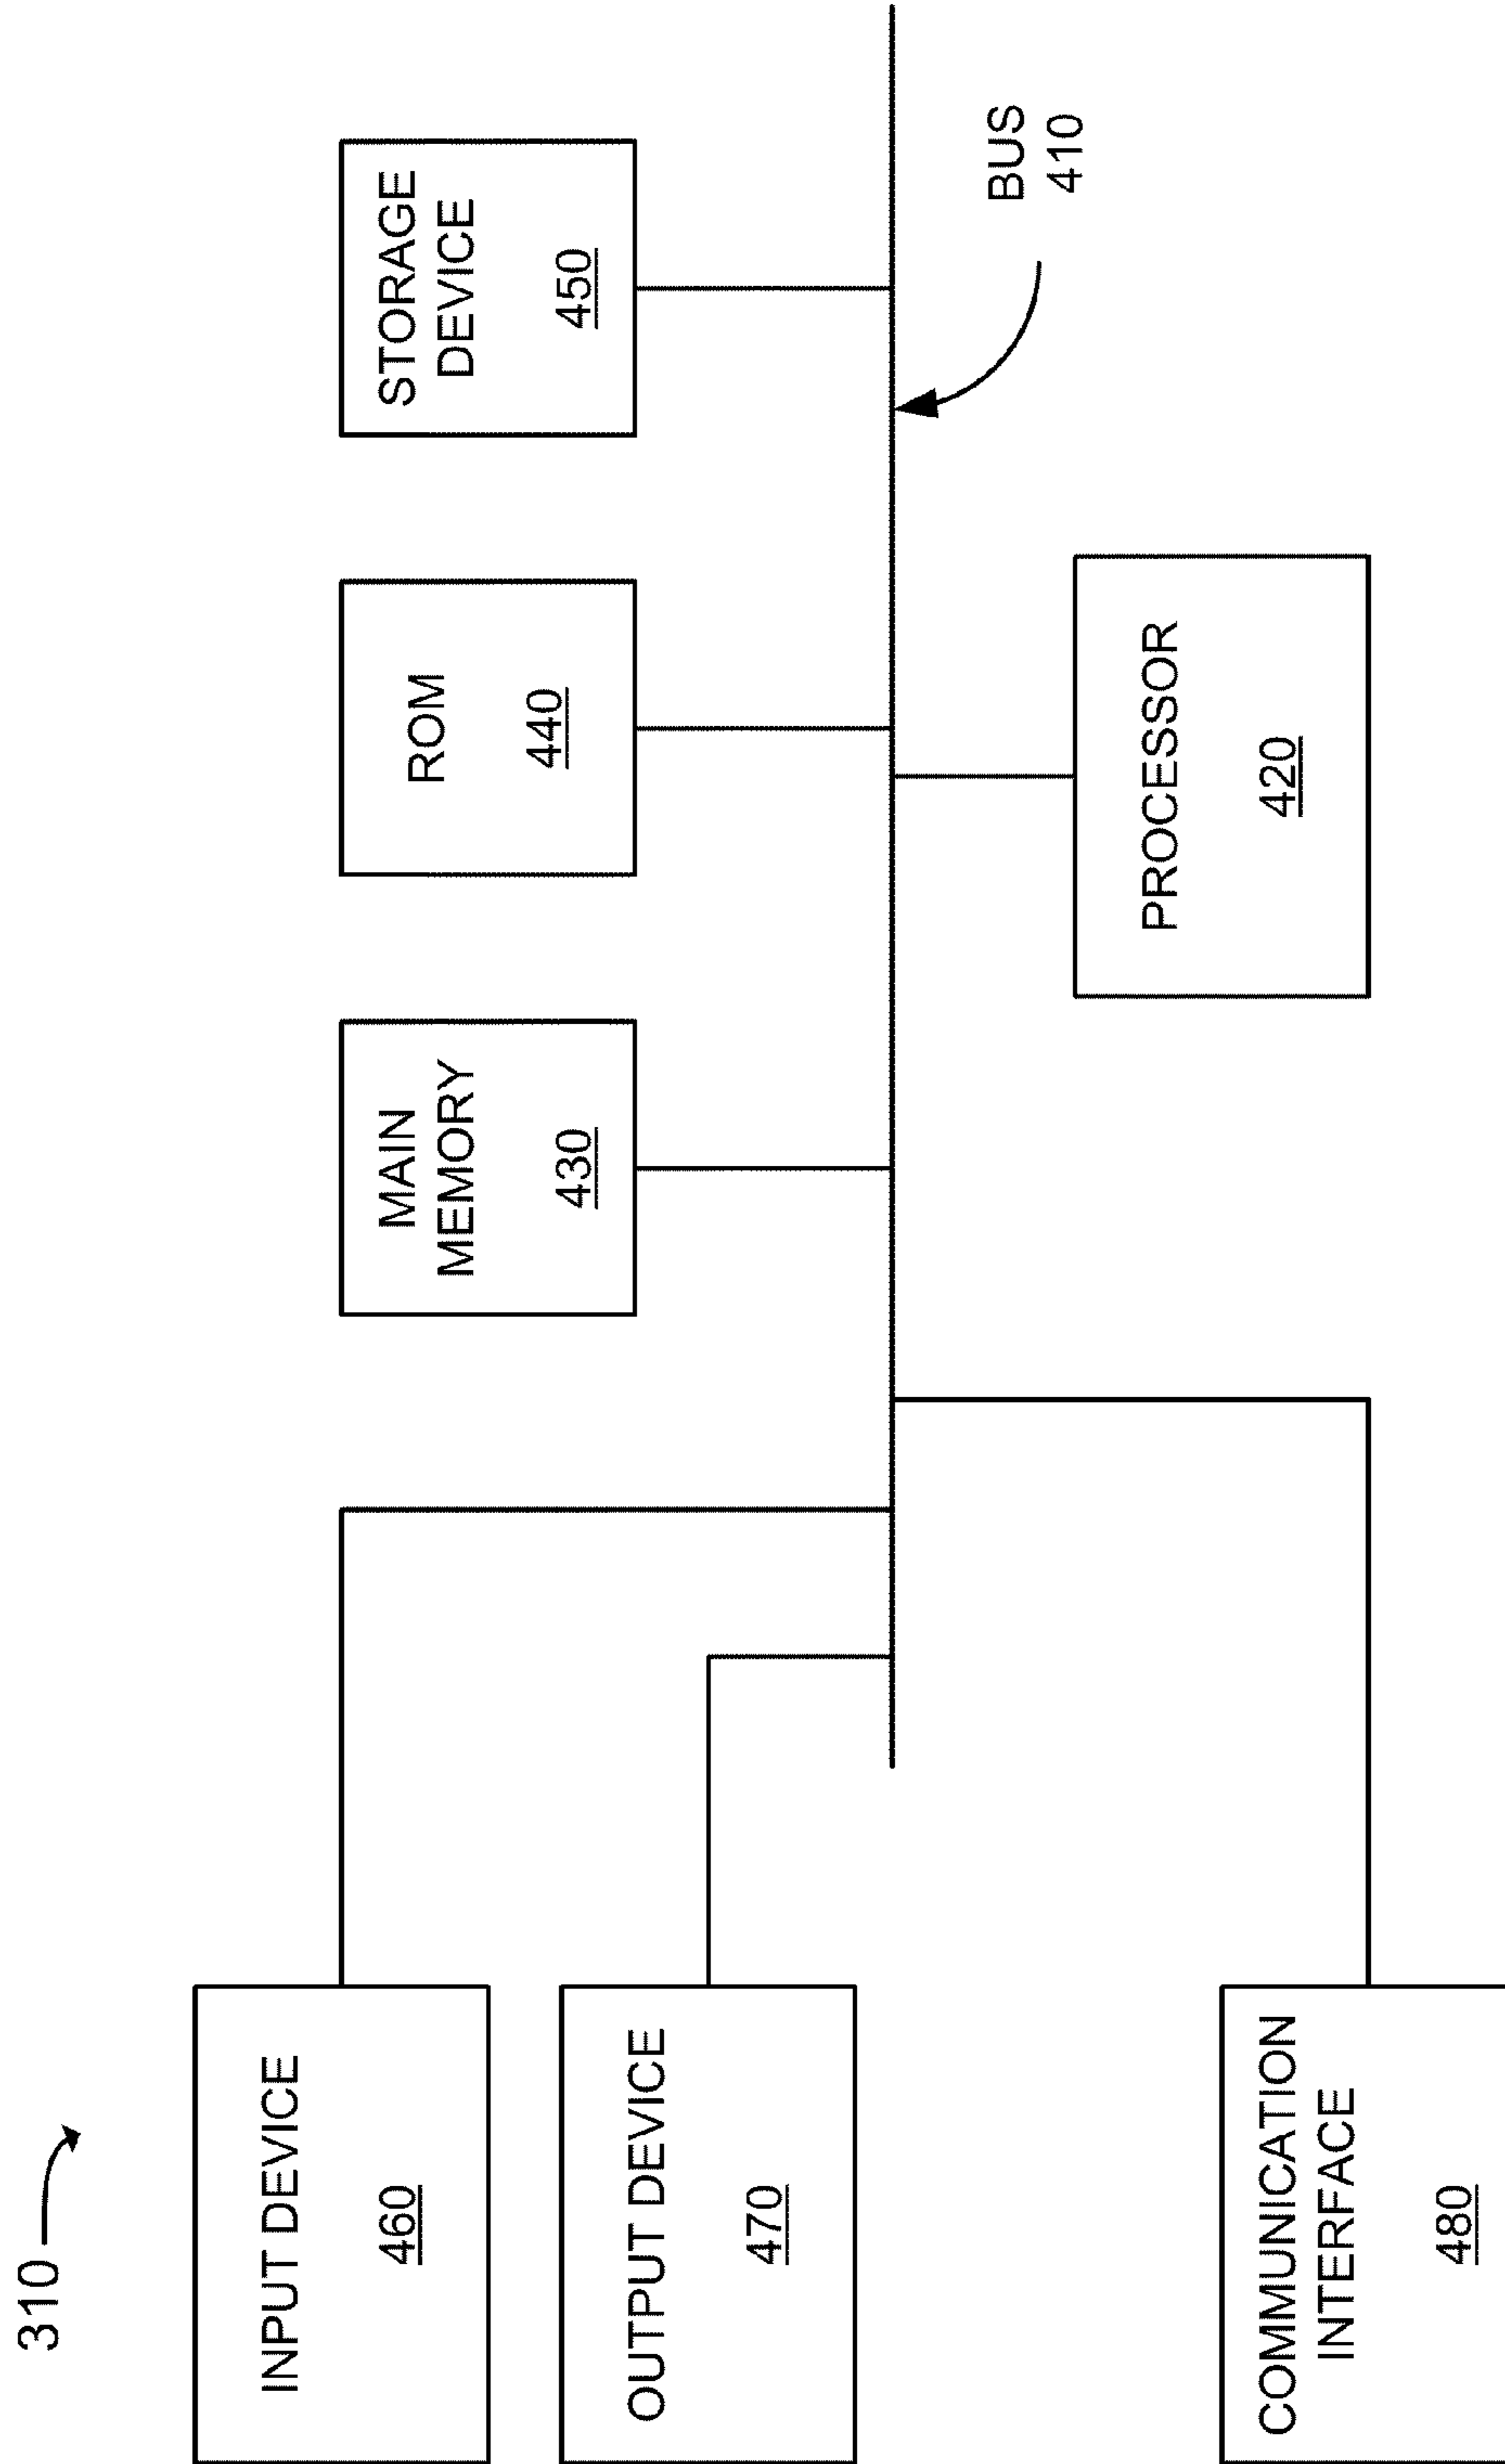 310
INPUT DEVICE
460
OUTPUT DEVICE
470
COMMUNICATION
INTERFACE
480
MAIN
MEMORY
430
ROM
440
STORAGE
DEVICE
450
PROCESSOR
420
BUS
410